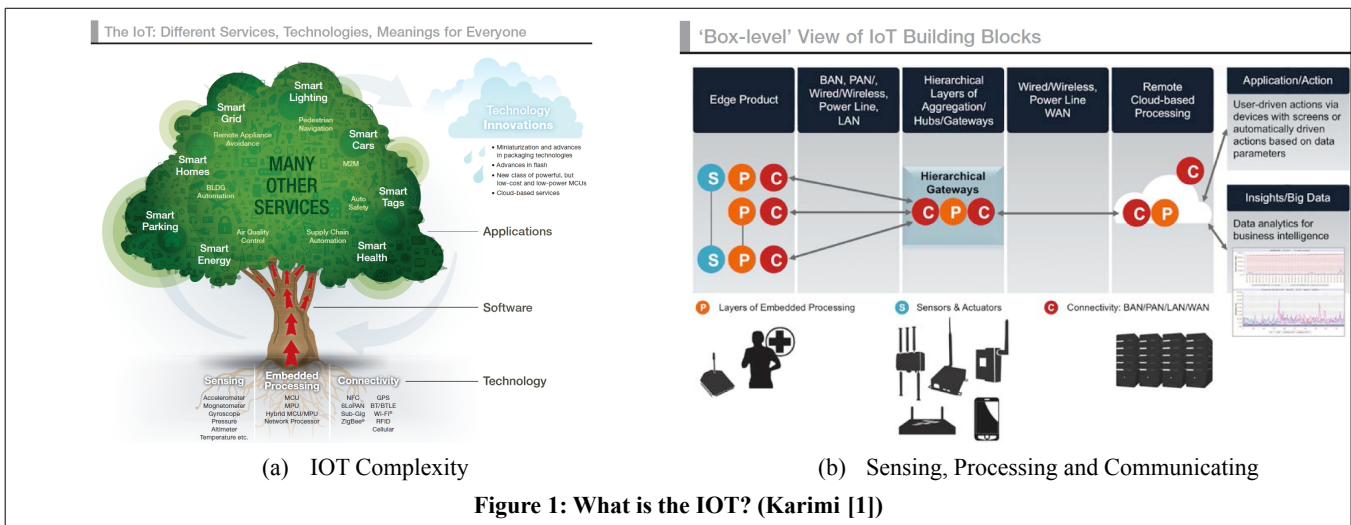 The IoT: Different Services, Technologies, Meanings for Everyone
Smart
Lighting
Smart
Grid
Pedestrian
Navigation
Remote Appliance
Avoidance
Smart
Cars
Smart
Homes
MANY
OTHER
SERVICES
M2M
BLDG
Automation
Auto
Safety
Smart
Tags
Smart
Parking
Air Quality
Control
Supply Chain
Automation
Smart
Energy
Smart
Health
Technology
Innovations
• Miniaturization and advances
in packaging technologies
• Advances in flash
• New class of powerful, but
low-cost and low-power MCUs
• Cloud-based services
Applications
Software
Technology
Sensing
Accelerometer
Mognetometer
Gyroscope
Pressure
Altimeter
Temperature etc.
Embedded
Processing
MCU
MPU
Hybrid MCU/MPU
Network Processor
Connectivity
NFC GPS
6LoPAN BT/BTLE
Sub-Gig Wi-Fi®
ZigBee® RFID
Cellular
(a) IOT Complexity
'Box-level' View of IoT Building Blocks
Edge Product
BAN, PAN/,
Wired/Wireless,
Power Line,
LAN
Hierarchical
Layers of
Aggregation/
Hubs/Gateways
Wired/Wireless,
Power Line
WAN
Remote
Cloud-based
Processing
Application/Action
User-driven actions via
devices with screens or
automatically driven
actions based on data
parameters
S P C
P C
S P C
Hierarchical
Gateways
C P C
C
C P
Insights/Big Data
Data analytics for
business intelligence
P Layers of Embedded Processing
S Sensors & Actuators
C Connectivity: BAN/PAN/LAN/WAN
(b) Sensing, Processing and Communicating
Figure 1: What is the IOT? (Karimi [1])